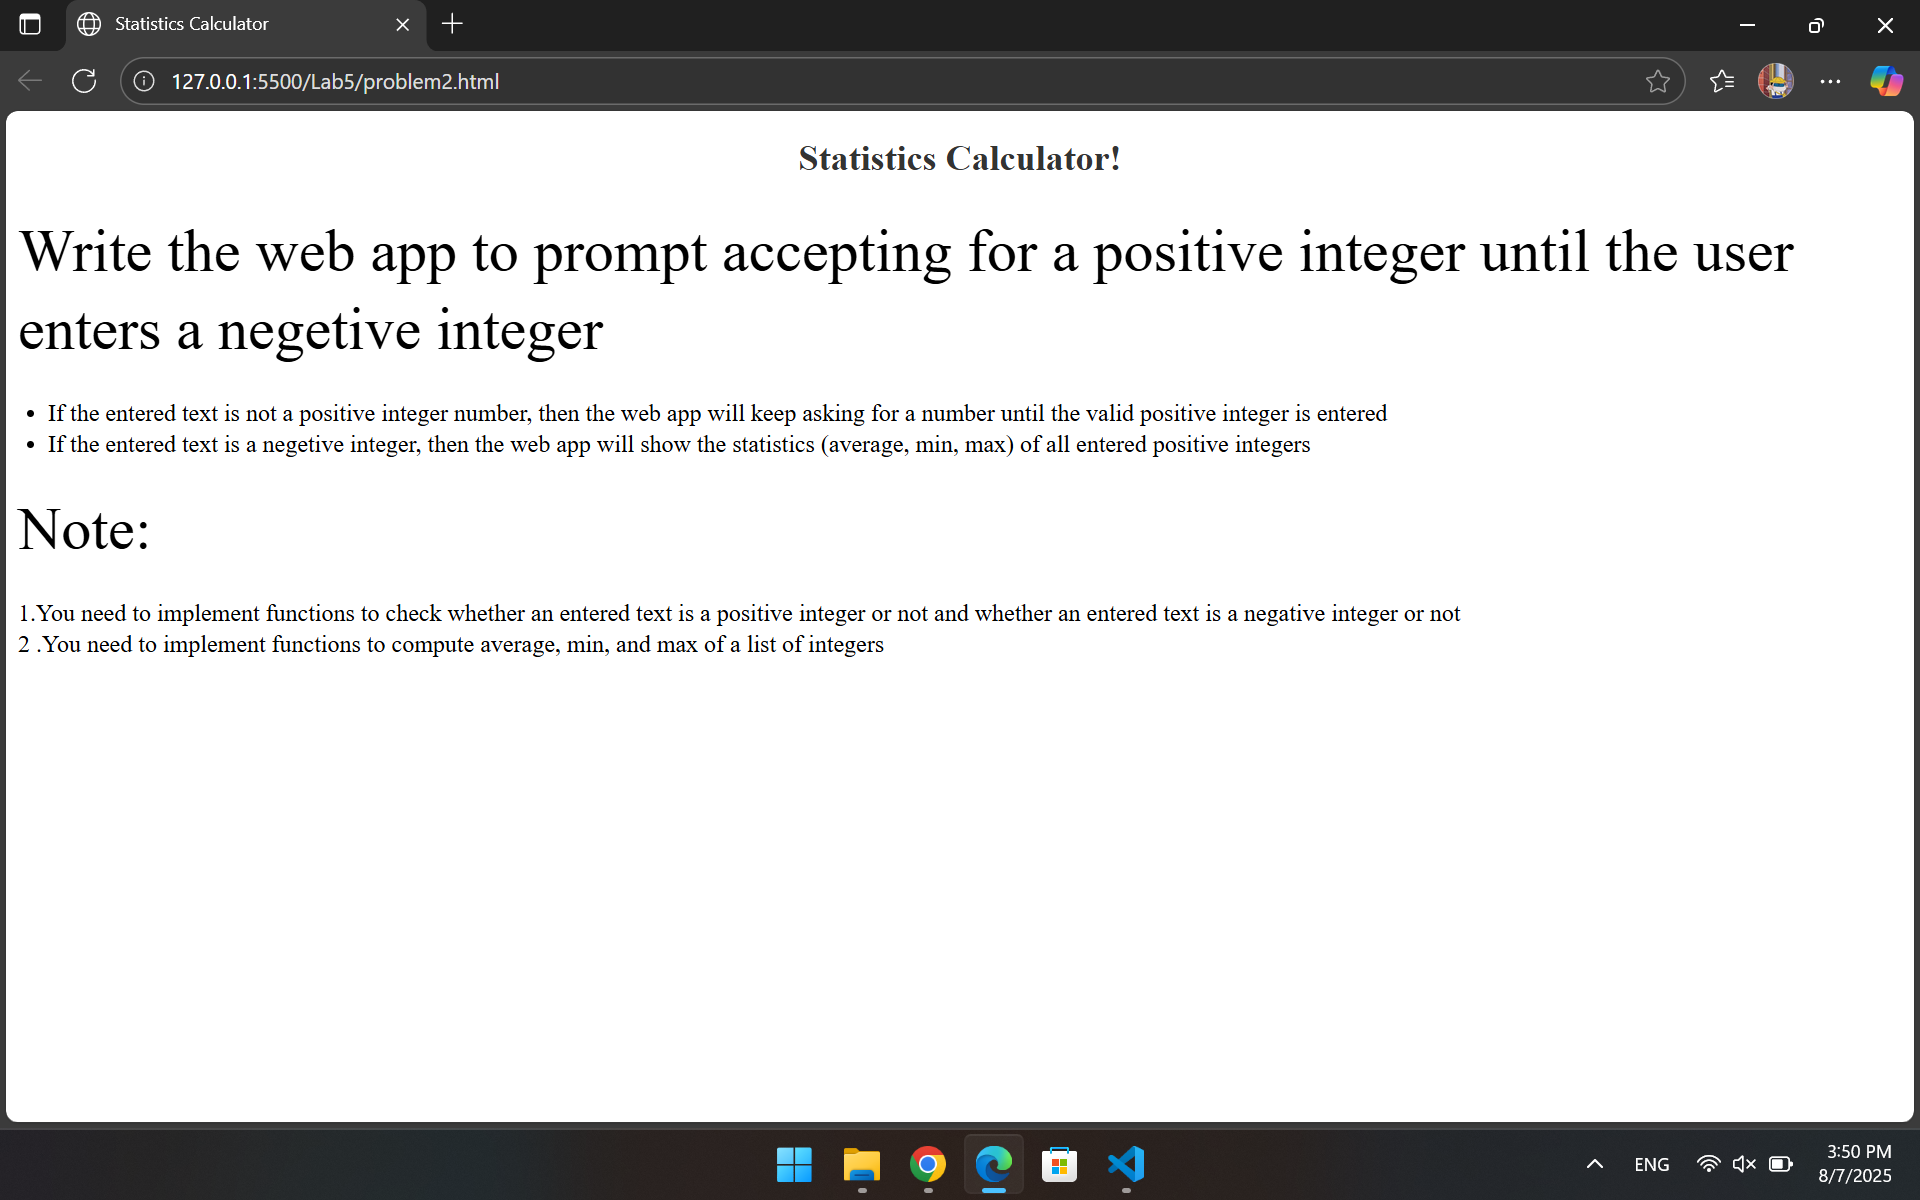 Statistics Calculator
127.0.0.1:5500/Lab5/problem2.html
Statistics Calculator!
Write the web app to prompt accepting for a positive integer until the user
enters a negetive integer
• If the entered text is not a positive integer number, then the web app will keep asking for a number until the valid positive integer is entered
• If the entered text is a negetive integer, then the web app will show the statistics (average, min, max) of all entered positive integers
Note:
1.You need to implement functions to check whether an entered text is a positive integer or not and whether an entered text is a negative integer or not
2 .You need to implement functions to compute average, min, and max of a list of integers
ENG
3:50 PM
8/7/2025